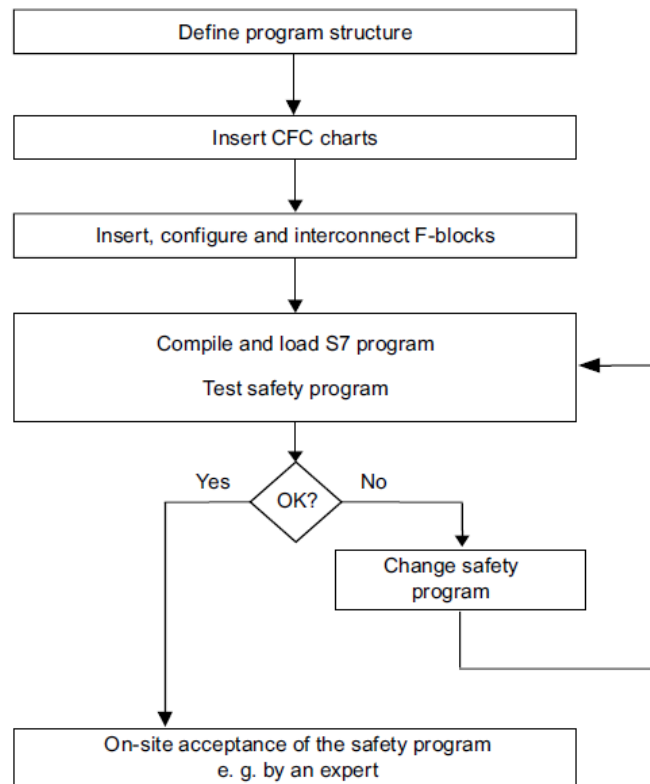 Define program structure
Insert CFC charts
Insert, configure and interconnect F-blocks
Compile and load S7 program
Test safety program
Yes
No
OK?
Change safety
program
On-site acceptance of the safety program
e. g. by an expert